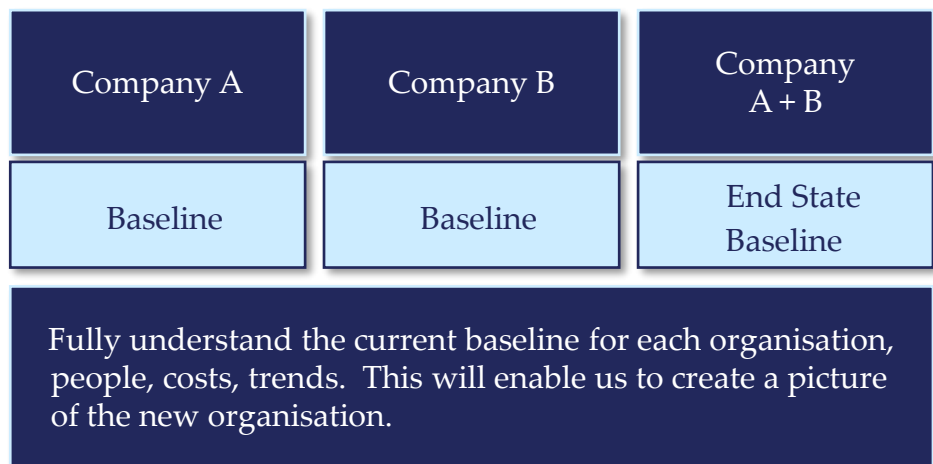 Company A
Company B
Company
A + B
Baseline
Baseline
End State
Baseline
Fully understand the current baseline for each organisation,
people, costs, trends.  This will enable us to create a picture
of the new organisation.